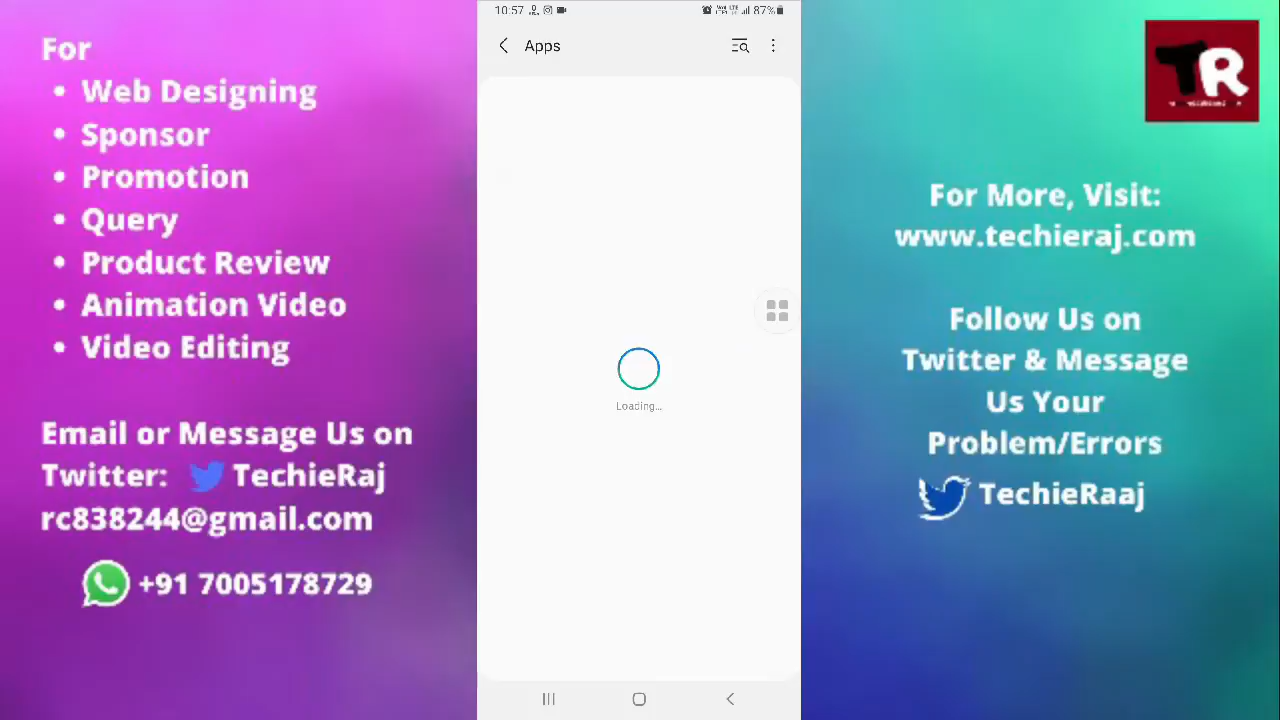 For
• Web Designing
• Sponsor
• Promotion
• Query
• Product Review
• Animation Video
• Video Editing
Email or Message Us on
Twitter: TechieRaj
rc838244@gmail.com
+91 7005178729
10:57
87%
Apps
Loading...
TR
For More, Visit:
www.techieraj.com
Follow Us on
Twitter & Message
Us Your
Problem/Errors
TechieRaaj